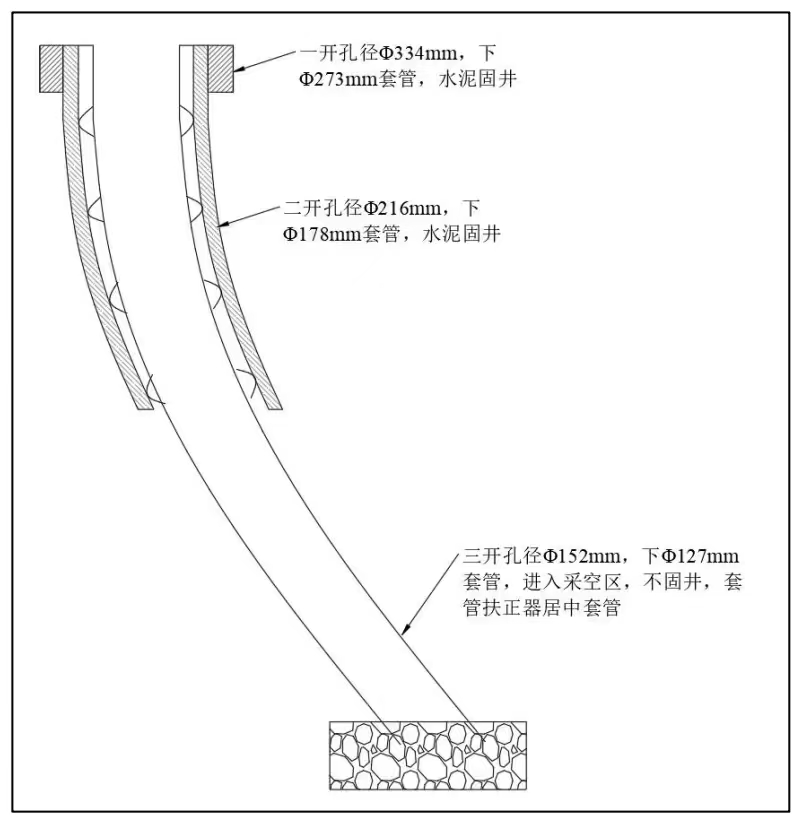 一开孔径Φ334mm，下
Φ273mm套管，水泥固井
二开孔径Φ216mm，下
Φ178mm套管，水泥固井
三开孔径Φ152mm，下Φ127mm
套管，进入采空区，不固井，套
管扶正器居中套管